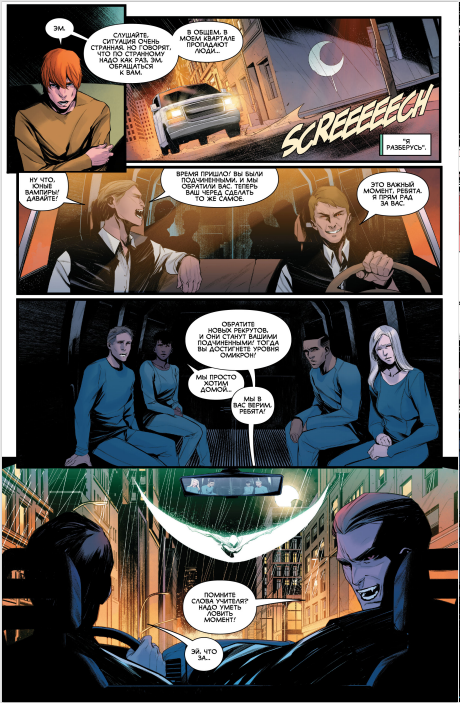 ЭМ.
СЛУШАЙТЕ,
СИТУАЦИЯ ОЧЕНЬ
СТРАННАЯ. НО ГОВОРЯТ,
ЧТО ПО СТРАННОМУ
НАДО КАК РАЗ, ЭМ,
ОБРАЩАТЬСЯ
К ВАМ.
В ОБЩЕМ, В
МОЕМ КВАРТАЛЕ
ПРОПАДАЮТ
ЛЮДИ...
SCREEEEEECH
"Я
РАЗБЕРУСЬ".
НУ ЧТО,
ЮНЫЕ
ВАМПИРЫ?
ДАВАЙТЕ!
ВРЕМЯ ПРИШЛО! ВЫ БЫЛИ
ПОДЧИНЕННЫМИ, И МЫ
ОБРАТИЛИ ВАС. ТЕПЕРЬ
ВАШ ЧЕРЕД СДЕЛАТЬ
ТО ЖЕ САМОЕ.
ЭТО ВАЖНЫЙ
МОМЕНТ, РЕБЯТА.
Я ПРЯМ РАД
ЗА ВАС.
ОБРАТИТЕ
НОВЫХ РЕКРУТОВ,
И ОНИ СТАНУТ ВАШИМИ
ПОДЧИНЕННЫМИ! ТОГДА
ВЫ ДОСТИГНЕТЕ УРОВНЯ
ОМИКРОН!
МЫ ПРОСТО
ХОТИМ
ДОМОЙ...
МЫ В
ВАС ВЕРИМ,
РЕБЯТА!
ПОМНИТЕ
СЛОВА УЧИТЕЛЯ?
НАДО УМЕТЬ
ЛОВИТЬ
МОМЕНТ!
ЭЙ, ЧТО
ЗА...